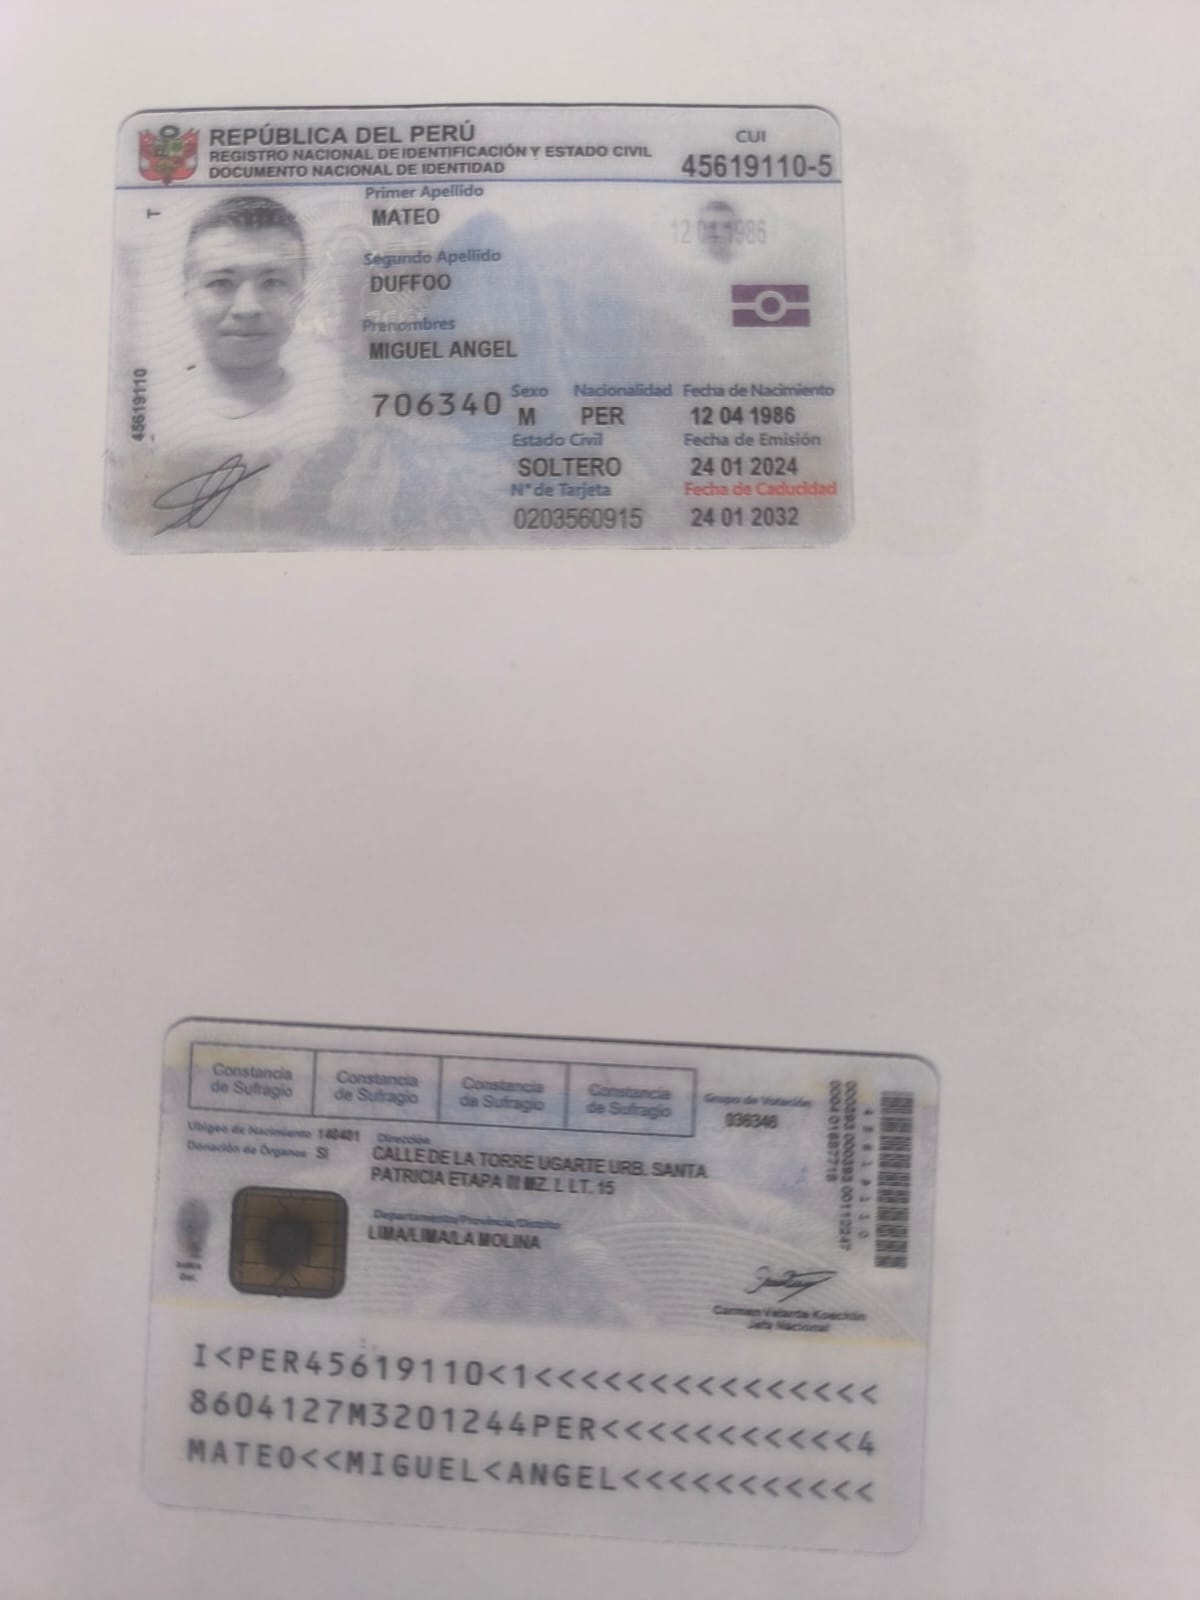 REPÚBLICA DEL PERÚ
REGISTRO NACIONAL DE IDENTIFICACIÓN Y ESTADO CIVIL
DOCUMENTO NACIONAL DE IDENTIDAD
CUI
45619110-5
T
Primer Apellido
MATEO
12 04 1986
Segundo Apellido
DUFFOO
Prenombres
MIGUEL ANGEL
45619110
706340
Sexo Nacionalidad Fecha de Nacimiento
M PER 12 04 1986
Estado Civil Fecha de Emisión
SOLTERO 24 01 2024
N° de Tarjeta Fecha de Caducidad
0203560915 24 01 2032
Constancia de Sufragio
Constancia de Sufragio
Constancia de Sufragio
Constancia de Sufragio
Grupo de Votación
036346
Ubigeo de Nacimiento 140401
Donación de Órganos SI
Dirección
CALLE DE LA TORRE UGARTE URB. SANTA
PATRICIA ETAPA III MZ. L LT. 15
Departamento/Provincia/Distrito
LIMA/LIMA/LA MOLINA
Carmen Velarde Koechlin
Jefa Nacional
I<PER45619110<1<<<<<<<<<<<<<<<
8604127M3201244PER<<<<<<<<<<<4
MATEO<<MIGUEL<ANGEL<<<<<<<<<<<